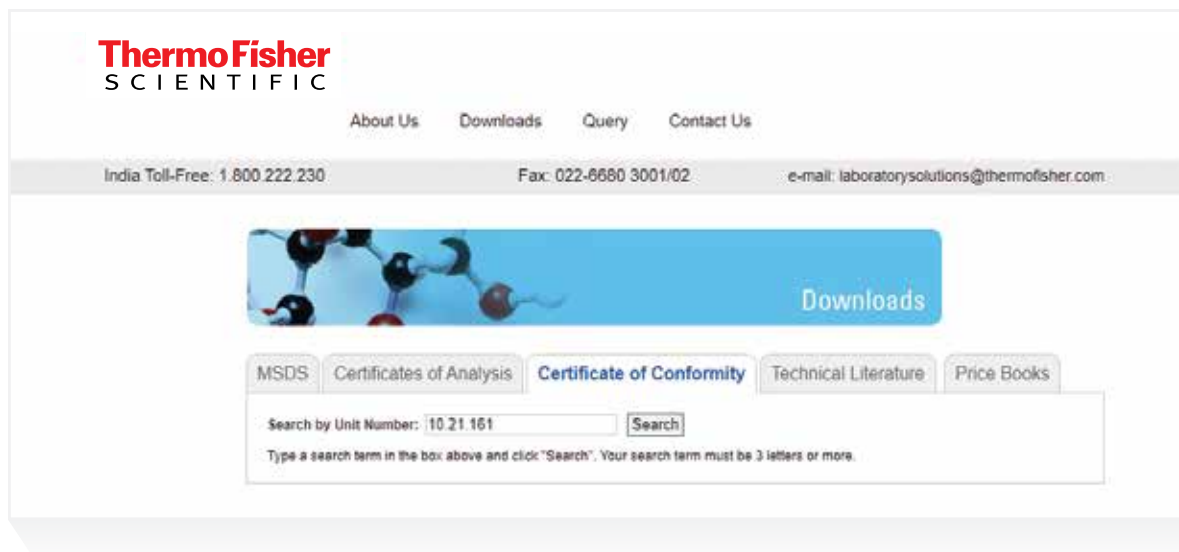 ThermoFisher
SCIENTIFIC
About Us Downloads Query Contact Us
India Toll-Free: 1.800.222.230 Fax: 022-6680 3001/02 e-mail: laboratorysolutions@thermofisher.com
Downloads
MSDS Certificates of Analysis Certificate of Conformity Technical Literature Price Books
Search by Unit Number: 10.21.161 Search
Type a search term in the box above and click "Search". Your search term must be 3 letters or more.